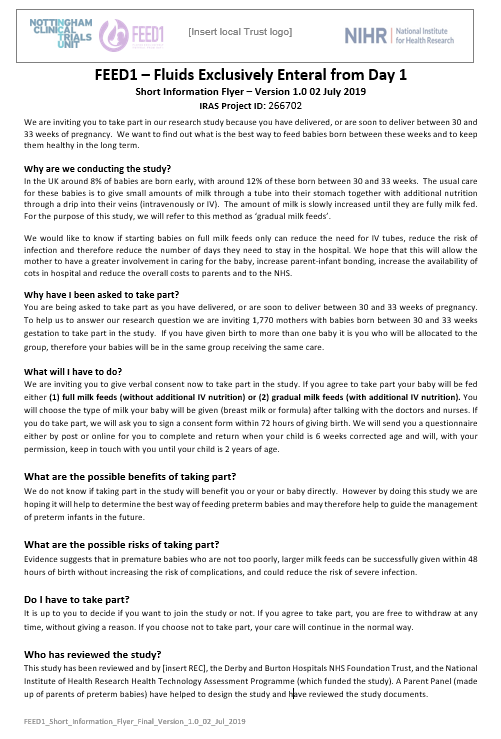 NOTTINGHAM
CLINICAL
TRIALS
UNIT
FEED1
[Insert local Trust logo]
NIHR | National Institute
for Health Research
FEED1 – Fluids Exclusively Enteral from Day 1
Short Information Flyer – Version 1.0 02 July 2019
IRAS Project ID: 266702
We are inviting you to take part in our research study because you have delivered, or are soon to deliver between 30 and
33 weeks of pregnancy. We want to find out what is the best way to feed babies born between these weeks and to keep
them healthy in the long term.
Why are we conducting the study?
In the UK around 8% of babies are born early, with around 12% of these born between 30 and 33 weeks. The usual care
for these babies is to give small amounts of milk through a tube into their stomach together with additional nutrition
through a drip into their veins (intravenously or IV). The amount of milk is slowly increased until they are fully milk fed.
For the purpose of this study, we will refer to this method as ‘gradual milk feeds’.
We would like to know if starting babies on full milk feeds only can reduce the need for IV tubes, reduce the risk of
infection and therefore reduce the number of days they need to stay in the hospital. We hope that this will allow the
mother to have a greater involvement in caring for the baby, increase parent-infant bonding, increase the availability of
cots in hospital and reduce the overall costs to parents and to the NHS.
Why have I been asked to take part?
You are being asked to take part as you have delivered, or are soon to deliver between 30 and 33 weeks of pregnancy.
To help us to answer our research question we are inviting 1,770 mothers with babies born between 30 and 33 weeks
gestation to take part in the study. If you have given birth to more than one baby it is you who will be allocated to the
group, therefore your babies will be in the same group receiving the same care.
What will I have to do?
We are inviting you to give verbal consent now to take part in the study. If you agree to take part your baby will be fed
either (1) full milk feeds (without additional IV nutrition) or (2) gradual milk feeds (with additional IV nutrition). You
will choose the type of milk your baby will be given (breast milk or formula) after talking with the doctors and nurses. If
you do take part, we will ask you to sign a consent form within 72 hours of giving birth. We will send you a questionnaire
either by post or online for you to complete and return when your child is 6 weeks corrected age and will, with your
permission, keep in touch with you until your child is 2 years of age.
What are the possible benefits of taking part?
We do not know if taking part in the study will benefit you or your or baby directly. However by doing this study we are
hoping it will help to determine the best way of feeding preterm babies and may therefore help to guide the management
of preterm infants in the future.
What are the possible risks of taking part?
Evidence suggests that in premature babies who are not too poorly, larger milk feeds can be successfully given within 48
hours of birth without increasing the risk of complications, and could reduce the risk of severe infection.
Do I have to take part?
It is up to you to decide if you want to join the study or not. If you agree to take part, you are free to withdraw at any
time, without giving a reason. If you choose not to take part, your care will continue in the normal way.
Who has reviewed the study?
This study has been reviewed and by [insert REC], the Derby and Burton Hospitals NHS Foundation Trust, and the National
Institute of Health Research Health Technology Assessment Programme (which funded the study). A Parent Panel (made
up of parents of preterm babies) have helped to design the study and have reviewed the study documents.
FEED1_Short_Information_Flyer_Final_Version_1.0_02_Jul_2019